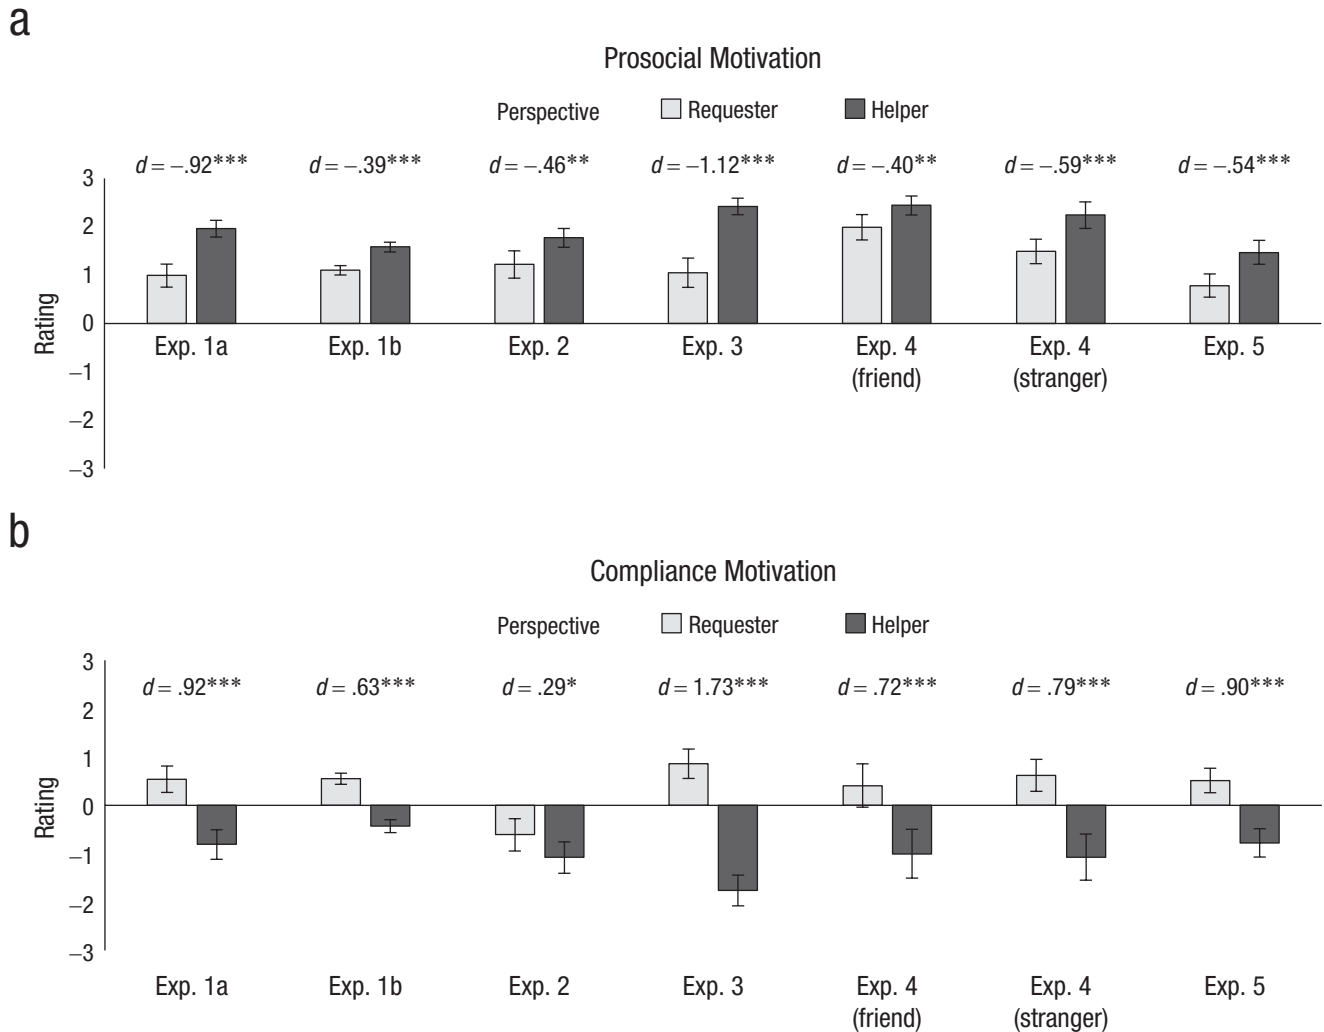 a
Prosocial Motivation
Perspective Requester Helper
d = –.92*** d = –.39*** d = –.46** d = –1.12*** d = –.40** d = –.59*** d = –.54***
3
2
1
0
–1
–2
–3
Rating
Exp. 1a Exp. 1b Exp. 2 Exp. 3 Exp. 4 Exp. 4 Exp. 5
(friend) (stranger)
b
Compliance Motivation
Perspective Requester Helper
d = .92*** d = .63*** d = .29* d = 1.73*** d = .72*** d = .79*** d = .90***
3
2
1
0
–1
–2
–3
Rating
Exp. 1a Exp. 1b Exp. 2 Exp. 3 Exp. 4 Exp. 4 Exp. 5
(friend) (stranger)